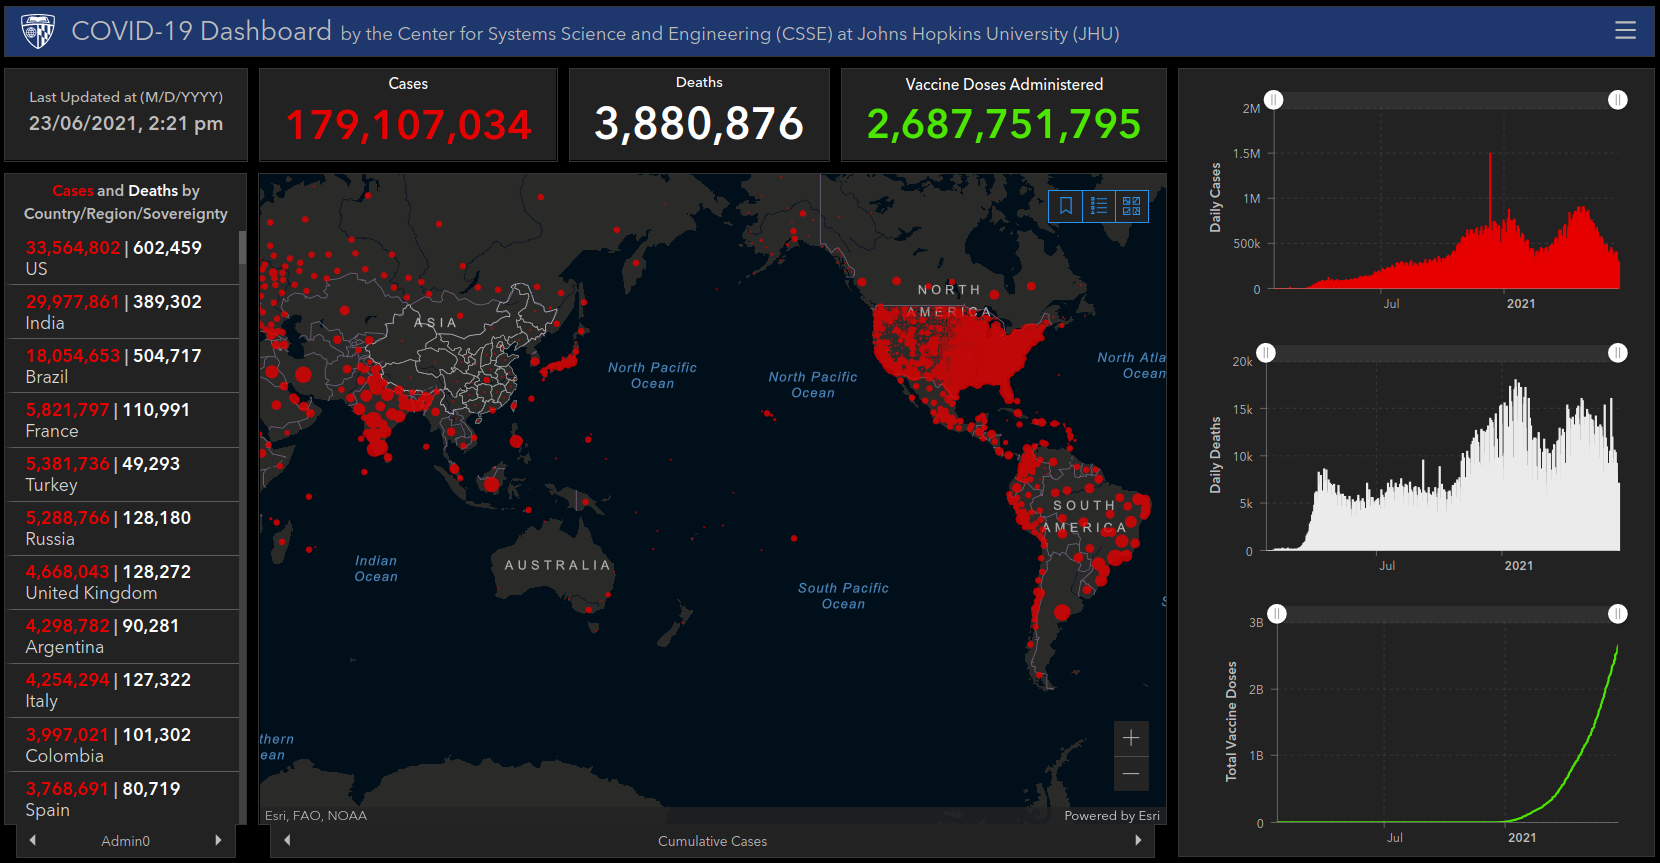 COVID-19 Dashboard by the Center for Systems Science and Engineering (CSSE) at Johns Hopkins University (JHU)
Last Updated at (M/D/YYYY)
23/06/2021, 2:21 pm
Cases
179,107,034
Deaths
3,880,876
Vaccine Doses Administered
2,687,751,795
Cases and Deaths by
Country/Region/Sovereignty
33,564,802 | 602,459
US
29,977,861 | 389,302
India
18,054,653 | 504,717
Brazil
5,821,797 | 110,991
France
5,381,736 | 49,293
Turkey
5,288,766 | 128,180
Russia
4,668,043 | 128,272
United Kingdom
4,298,782 | 90,281
Argentina
4,254,294 | 127,322
Italy
3,997,021 | 101,302
Colombia
3,768,691 | 80,719
Spain
Admin0
NORTH
AMERICA
ASIA
North Pacific
Ocean
North Pacific
Ocean
North Atla
Ocean
SOUTH
AMERICA
Indian
Ocean
AUSTRALIA
South Pacific
Ocean
S
thern
ean
Esri, FAO, NOAA
Powered by Esri
Cumulative Cases
Daily Cases
2M
1.5M
1M
500k
0
Jul
2021
Daily Deaths
20k
15k
10k
5k
0
Jul
2021
Total Vaccine Doses
3B
2B
1B
0
Jul
2021